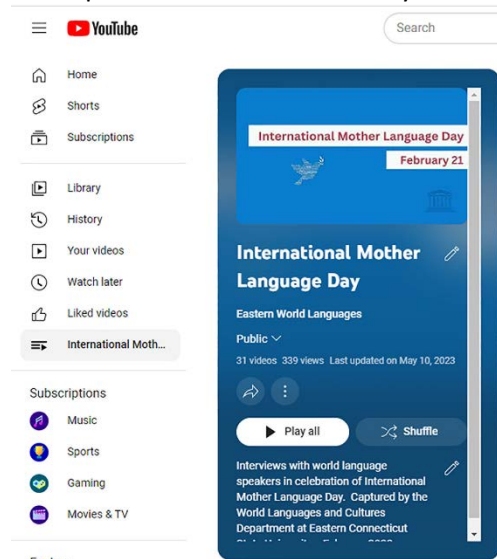 YouTube
Search
Home
Shorts
Subscriptions
Library
History
Your videos
Watch later
Liked videos
International Moth...
Subscriptions
Music
Sports
Gaming
Movies & TV
International Mother Language Day
February 21
International Mother
Language Day
Eastern World Languages
Public
31 videos 339 views Last updated on May 10, 2023
Play all
Shuffle
Interviews with world language
speakers in celebration of International
Mother Language Day. Captured by the
World Languages and Cultures
Department at Eastern Connecticut